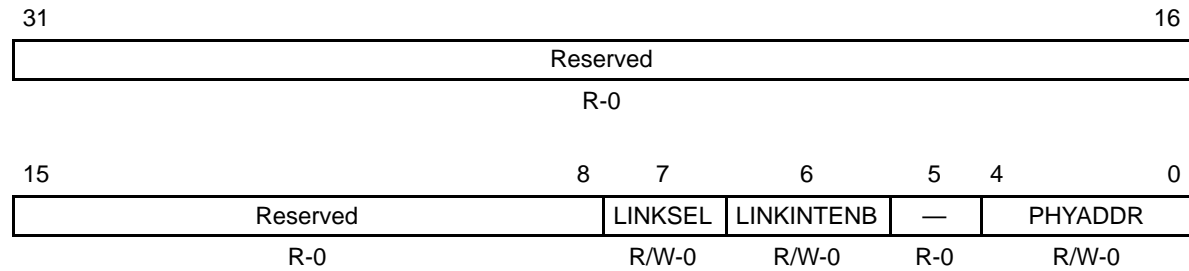 31 16
Reserved
R-0
15 8 7 6 5 4 0
Reserved LINKSEL LINKINTENB — PHYADDR
R-0 R/W-0 R/W-0 R-0 R/W-0